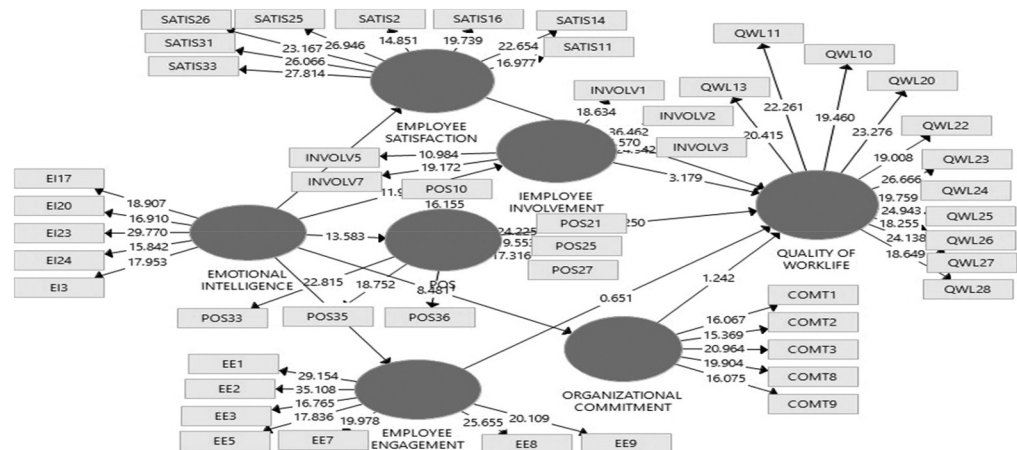 SATIS26
SATIS25
SATIS2
SATIS16
SATIS14
SATIS31
SATIS11
SATIS33
23.167
26.946
14.851
19.739
22.654
26.066
16.977
27.814
EMPLOYEE
SATISFACTION
QWL11
QWL10
QWL13
QWL20
QWL22
QWL23
QWL24
QWL25
QWL26
QWL27
QWL28
22.261
19.460
20.415
23.276
19.008
26.666
19.759
24.943
18.255
24.138
18.649
QUALITY OF
WORKLIFE
INVOLV1
INVOLV2
INVOLV3
INVOLV5
INVOLV7
18.634
36.462
10.984
19.172
3.179
IEMPLOYEE
INVOLVEMENT
EI17
EI20
EI23
EI24
EI3
18.907
16.910
29.770
15.842
17.953
EMOTIONAL
INTELLIGENCE
13.583
POS10
16.155
POS21
POS25
POS27
24.225
17.316
POS
22.815
18.752
8.481
POS33
POS35
POS36
0.651
1.242
COMT1
COMT2
COMT3
COMT8
COMT9
16.067
15.369
20.964
19.904
16.075
ORGANIZATIONAL
COMMITMENT
EE1
EE2
EE3
EE5
EE7
EE8
EE9
29.154
35.108
16.765
17.836
19.978
25.655
20.109
EMPLOYEE
ENGAGEMENT